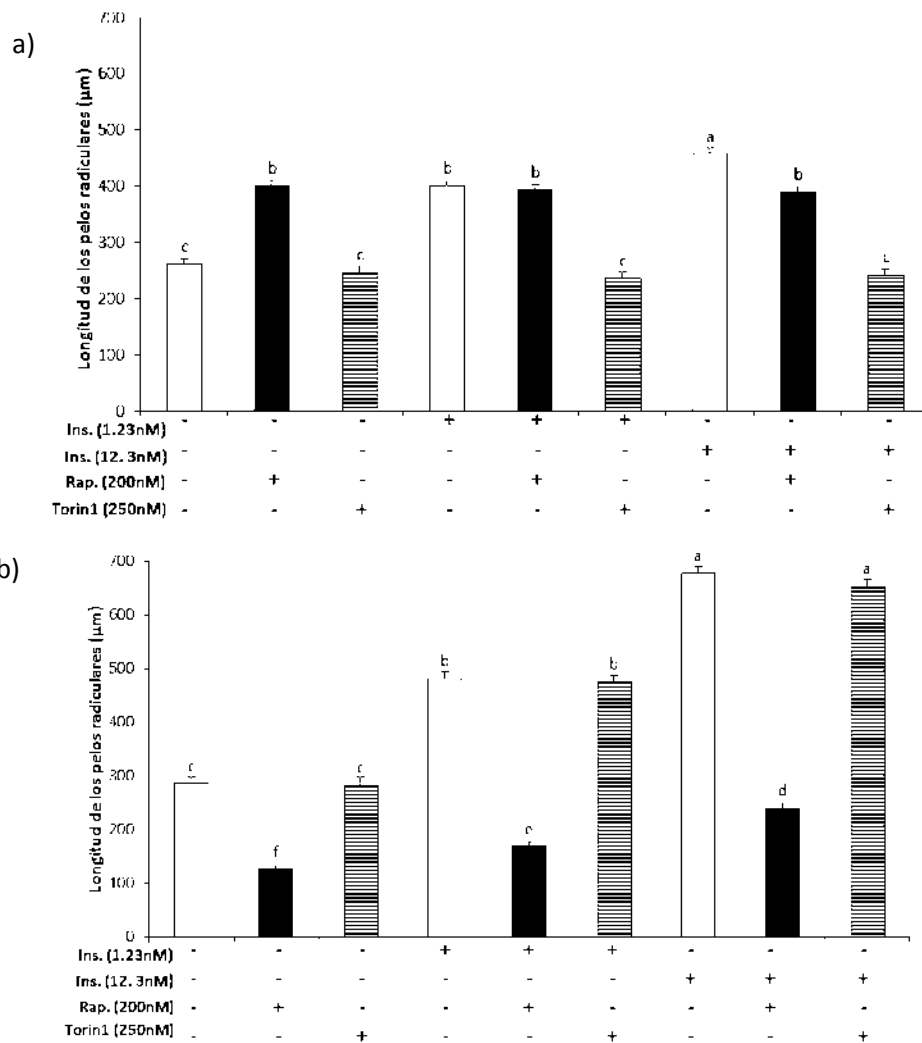 a)
Longitud de los pelos radiculares (µm)
700
600
500
400
300
200
100
0
c
b
c
b
b
c
a
b
c
Ins. (1.23nM) - - - + + + - - -
Ins. (12. 3nM) - - - - - - + + +
Rap. (200nM) - + - - + - - + -
Torin1 (250nM) - - + - - + - - +
b)
Longitud de los pelos radiculares (µm)
700
600
500
400
300
200
100
0
c
f
c
b
e
b
a
d
a
Ins. (1.23nM) - - - + + + - - -
Ins. (12. 3nM) - - - - - - + + +
Rap. (200nM) - + - - + - - + -
Torin1 (250nM) - - + - - + - - +